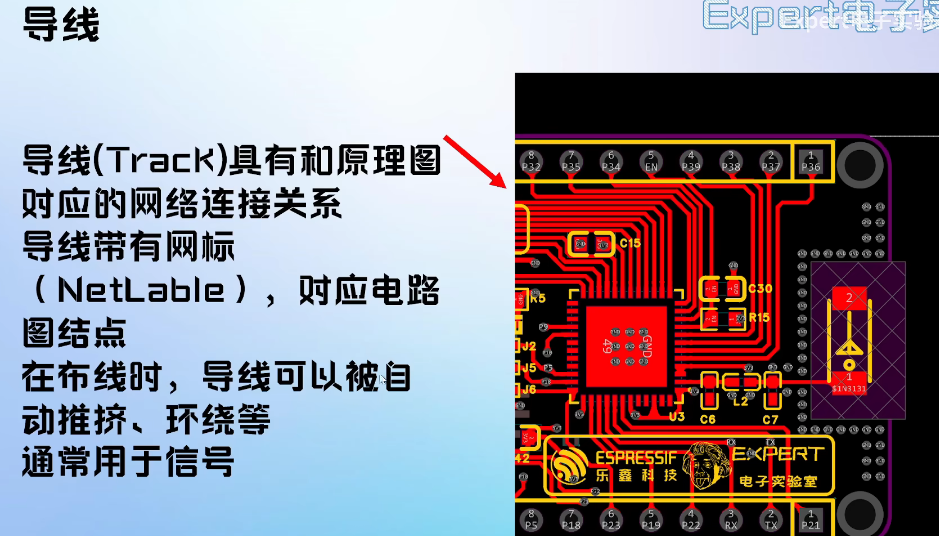 导线
Expert电子实验
导线(Track)具有和原理图
对应的网络连接关系
导线带有网标
（NetLable），对应电路
图结点
在布线时，导线可以被自
动推挤、环绕等
通常用于信号
8 7 6 5 4 3 2 1
P32 P35 P34 EN P39 P38 P37 P36
C15
C30
R15
R5
J2
J5
J6
49
GND
U3
C6
L2
C7
2
1
$1N3131
42
RX TX
ESPRESSIF
乐鑫科技
EXPERT
电子实验室
8 7 6 5 4 3 2 1
P5 P18 P23 P19 P22 RX TX P21